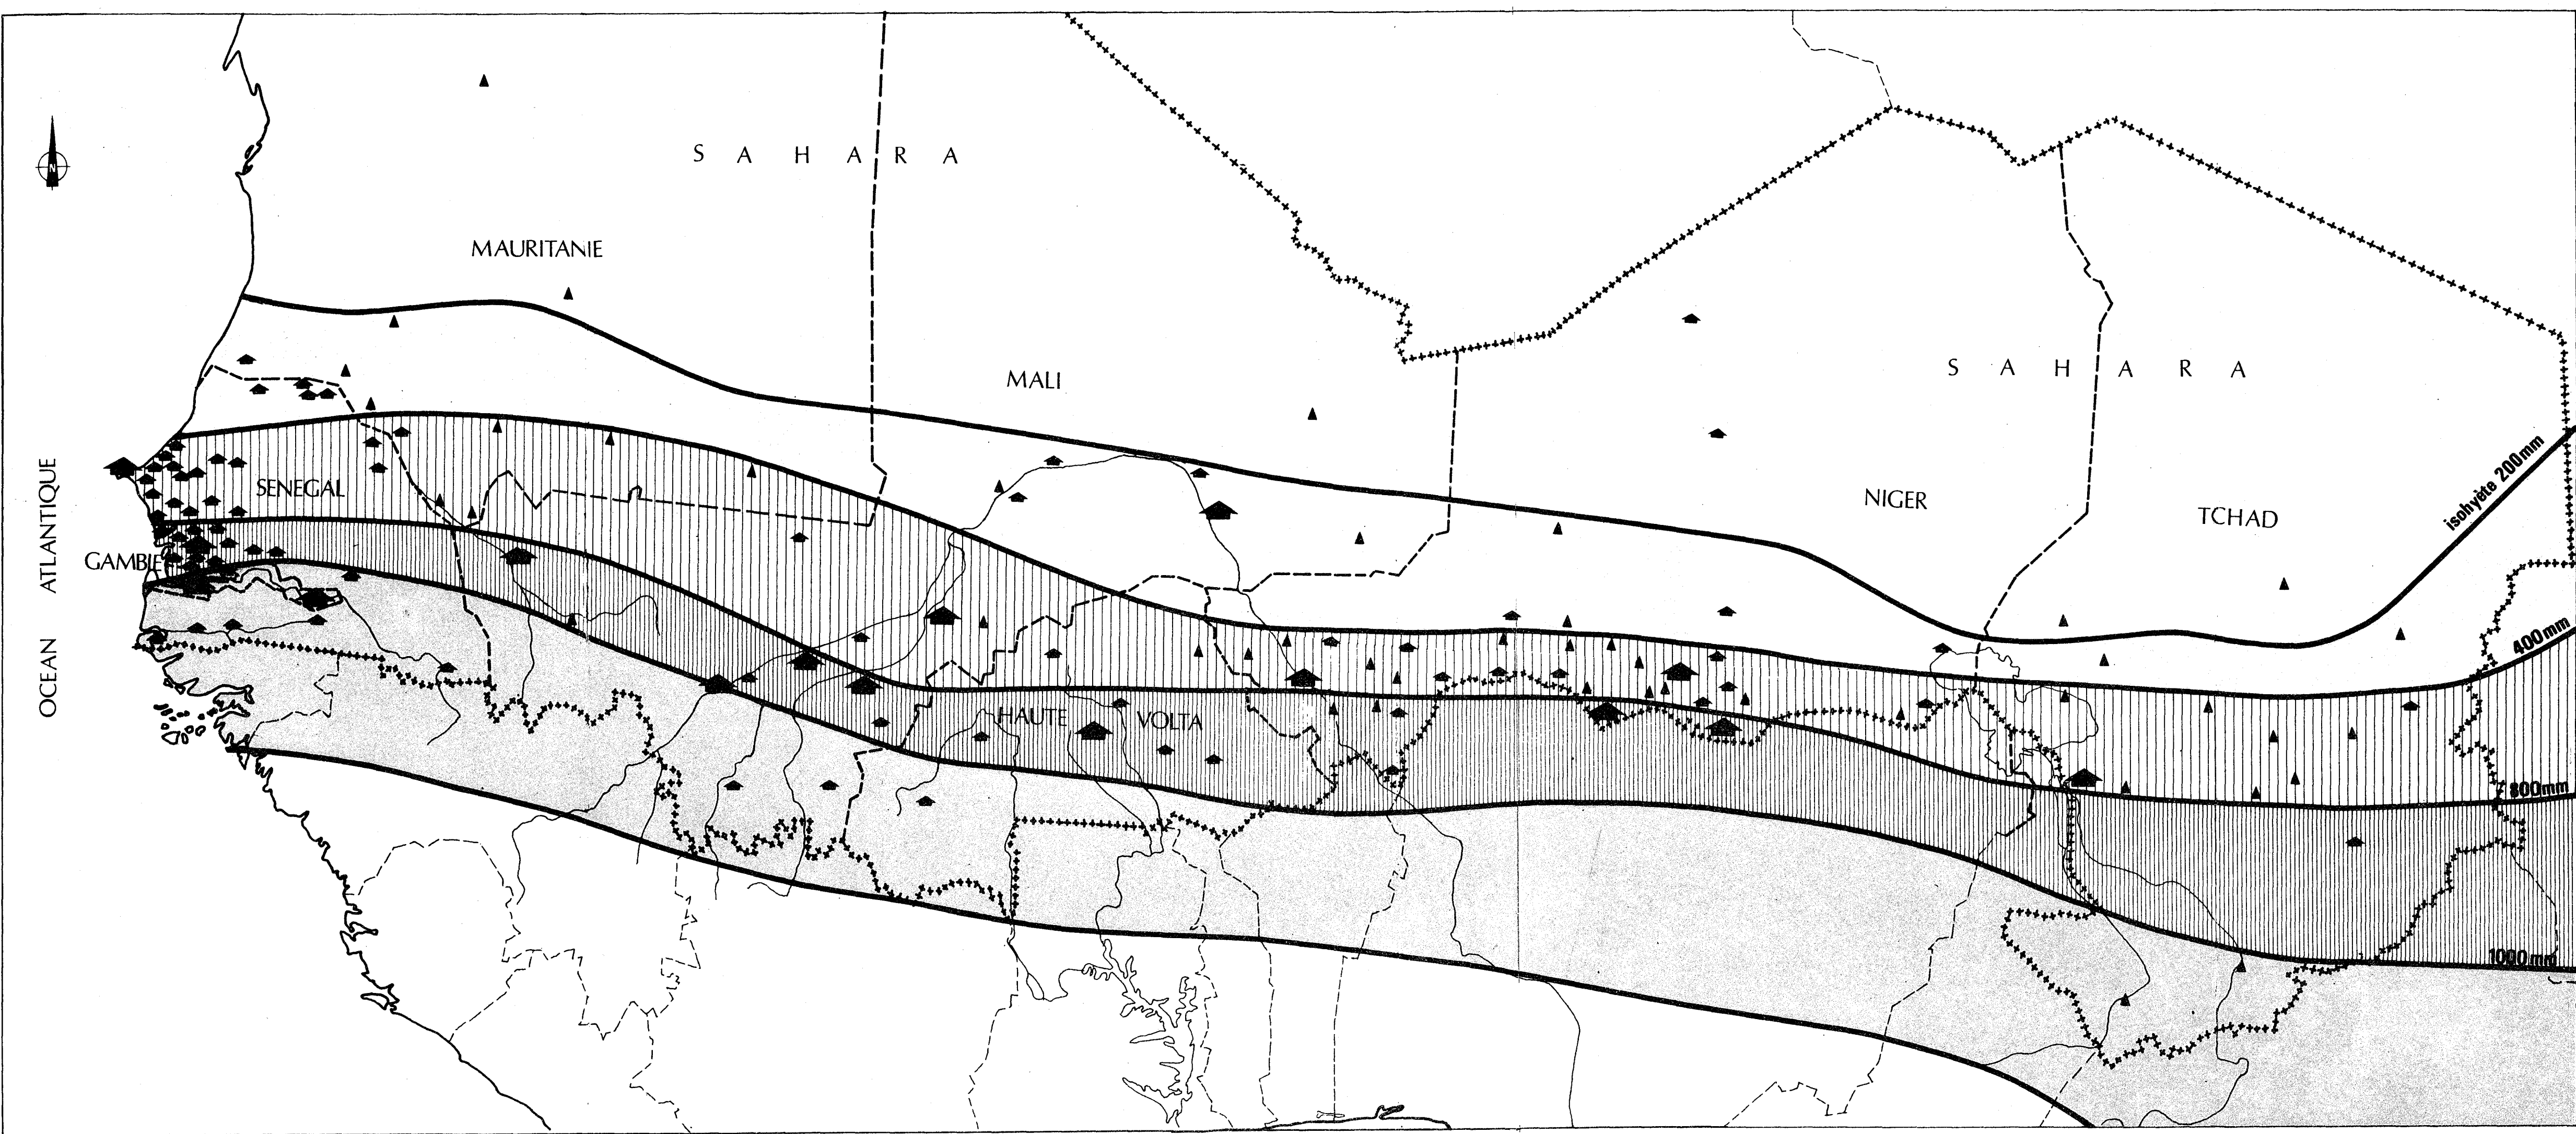 S A H A R A
MAURITANIE
MALI
S A H A R A
isohyète 200mm
SENEGAL
NIGER
TCHAD
OCEAN ATLANTIQUE
GAMBIE
400mm
HAUTE VOLTA
800mm
1000mm
N